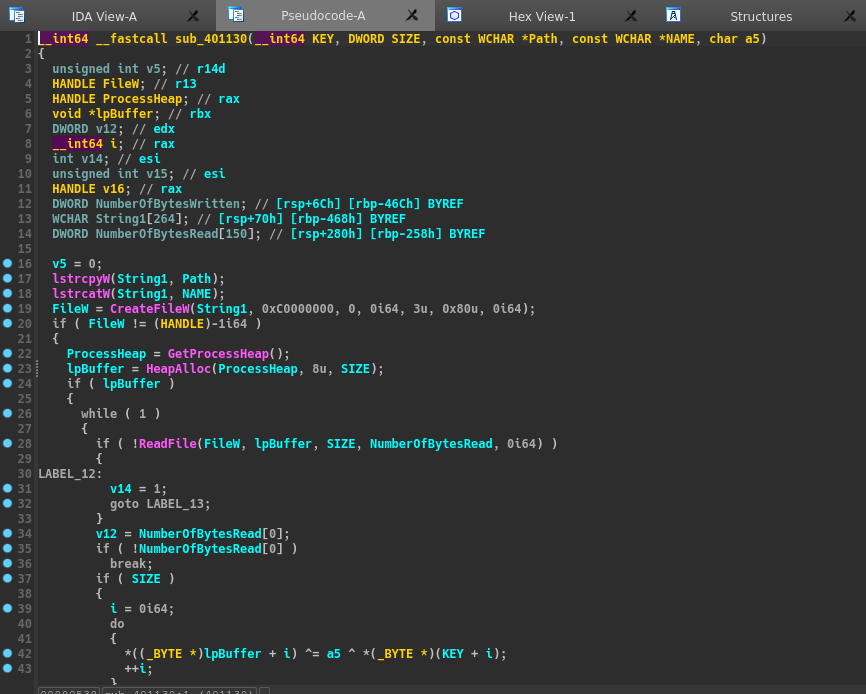 IDA View-A Pseudocode-A Hex View-1 Structures
1 __int64 __fastcall sub_401130(__int64 KEY, DWORD SIZE, const WCHAR *Path, const WCHAR *NAME, char a5)
2 {
3 unsigned int v5; // r14d
4 HANDLE FileW; // r13
5 HANDLE ProcessHeap; // rax
6 void *lpBuffer; // rbx
7 DWORD v12; // edx
8 __int64 i; // rax
9 int v14; // esi
10 unsigned int v15; // esi
11 HANDLE v16; // rax
12 DWORD NumberOfBytesWritten; // [rsp+6Ch] [rbp-46Ch] BYREF
13 WCHAR String1[264]; // [rsp+70h] [rbp-468h] BYREF
14 DWORD NumberOfBytesRead[150]; // [rsp+280h] [rbp-258h] BYREF
15
16 v5 = 0;
17 lstrcpyW(String1, Path);
18 lstrcatW(String1, NAME);
19 FileW = CreateFileW(String1, 0xC0000000, 0, 0i64, 3u, 0x80u, 0i64);
20 if ( FileW != (HANDLE)-1i64 )
21 {
22 ProcessHeap = GetProcessHeap();
23 lpBuffer = HeapAlloc(ProcessHeap, 8u, SIZE);
24 if ( lpBuffer )
25 {
26 while ( 1 )
27 {
28 if ( !ReadFile(FileW, lpBuffer, SIZE, NumberOfBytesRead, 0i64) )
29 {
30 LABEL_12:
31 v14 = 1;
32 goto LABEL_13;
33 }
34 v12 = NumberOfBytesRead[0];
35 if ( !NumberOfBytesRead[0] )
36 break;
37 if ( SIZE )
38 {
39 i = 0i64;
40 do
41 {
42 *((_BYTE *)lpBuffer + i) ^= a5 ^ *(_BYTE *)(KEY + i);
43 ++i;
}